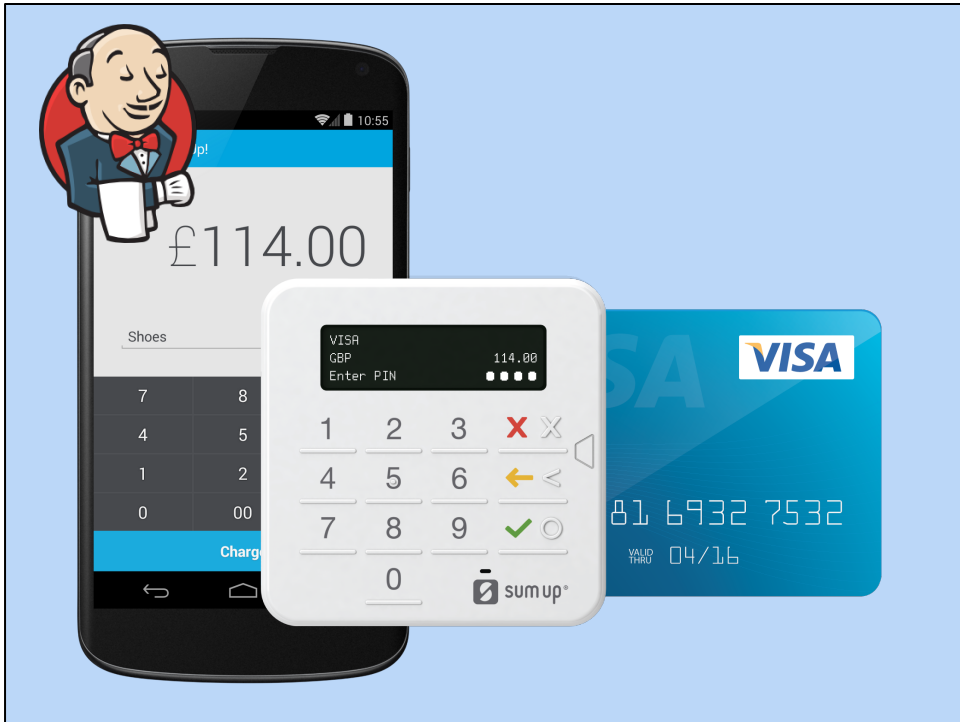 10:55
up!
£114.00
Shoes
7 8
4 5
1 2
0 00
Charge
VISA
GBP 114.00
Enter PIN
1 2 3
4 5 6
7 8 9
0
sumup®
SA
VISA
81 6932 7532
VALID
THRU 04/16